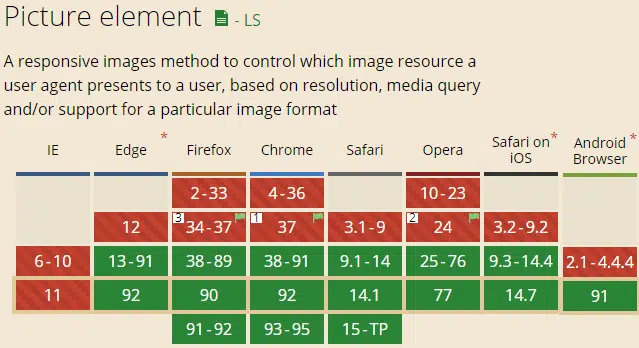 Picture element - LS
A responsive images method to control which image resource a
user agent presents to a user, based on resolution, media query
and/or support for a particular image format
IE Edge * Firefox Chrome Safari Opera Safari on iOS * Android Browser *
2-33 4-36 10-23
12 3 34-37 1 37 3.1-9 2 24 3.2-9.2
6-10 13-91 38-89 38-91 9.1-14 25-76 9.3-14.4 2.1-4.4.4
11 92 90 92 14.1 77 14.7 91
91-92 93-95 15-TP